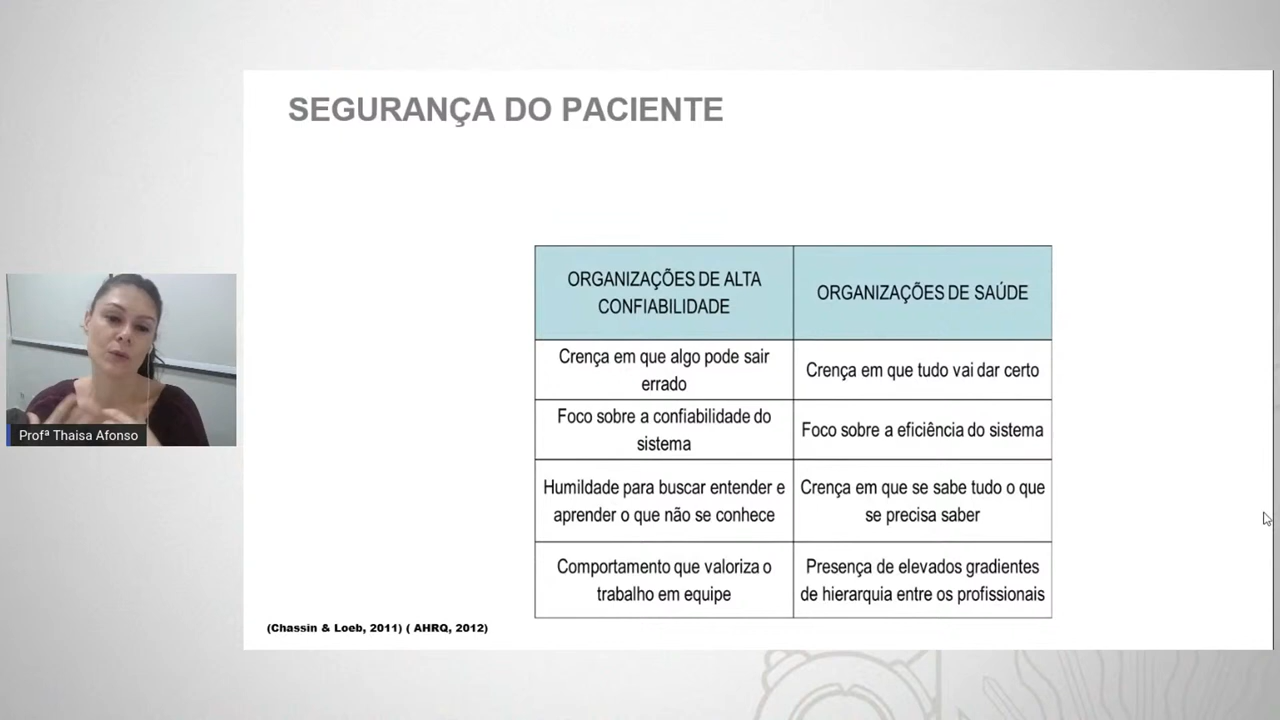 SEGURANÇA DO PACIENTE
ORGANIZAÇÕES DE ALTA
CONFIABILIDADE
ORGANIZAÇÕES DE SAÚDE
Crença em que algo pode sair
errado
Crença em que tudo vai dar certo
Foco sobre a confiabilidade do
sistema
Foco sobre a eficiência do sistema
Humildade para buscar entender e
aprender o que não se conhece
Crença em que se sabe tudo o que
se precisa saber
Comportamento que valoriza o
trabalho em equipe
Presença de elevados gradientes
de hierarquia entre os profissionais
(Chassin & Loeb, 2011) ( AHRQ, 2012)
Profª Thaisa Afonso